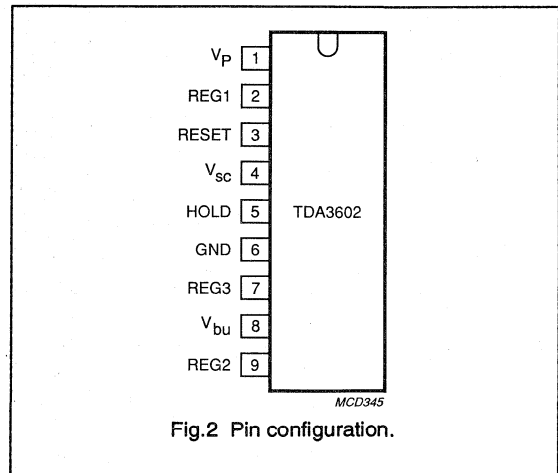 VP 1
REG1 2
RESET 3
Vsc 4
HOLD 5
TDA3602
GND 6
REG3 7
Vbu 8
REG2 9
MCD345
Fig.2 Pin configuration.